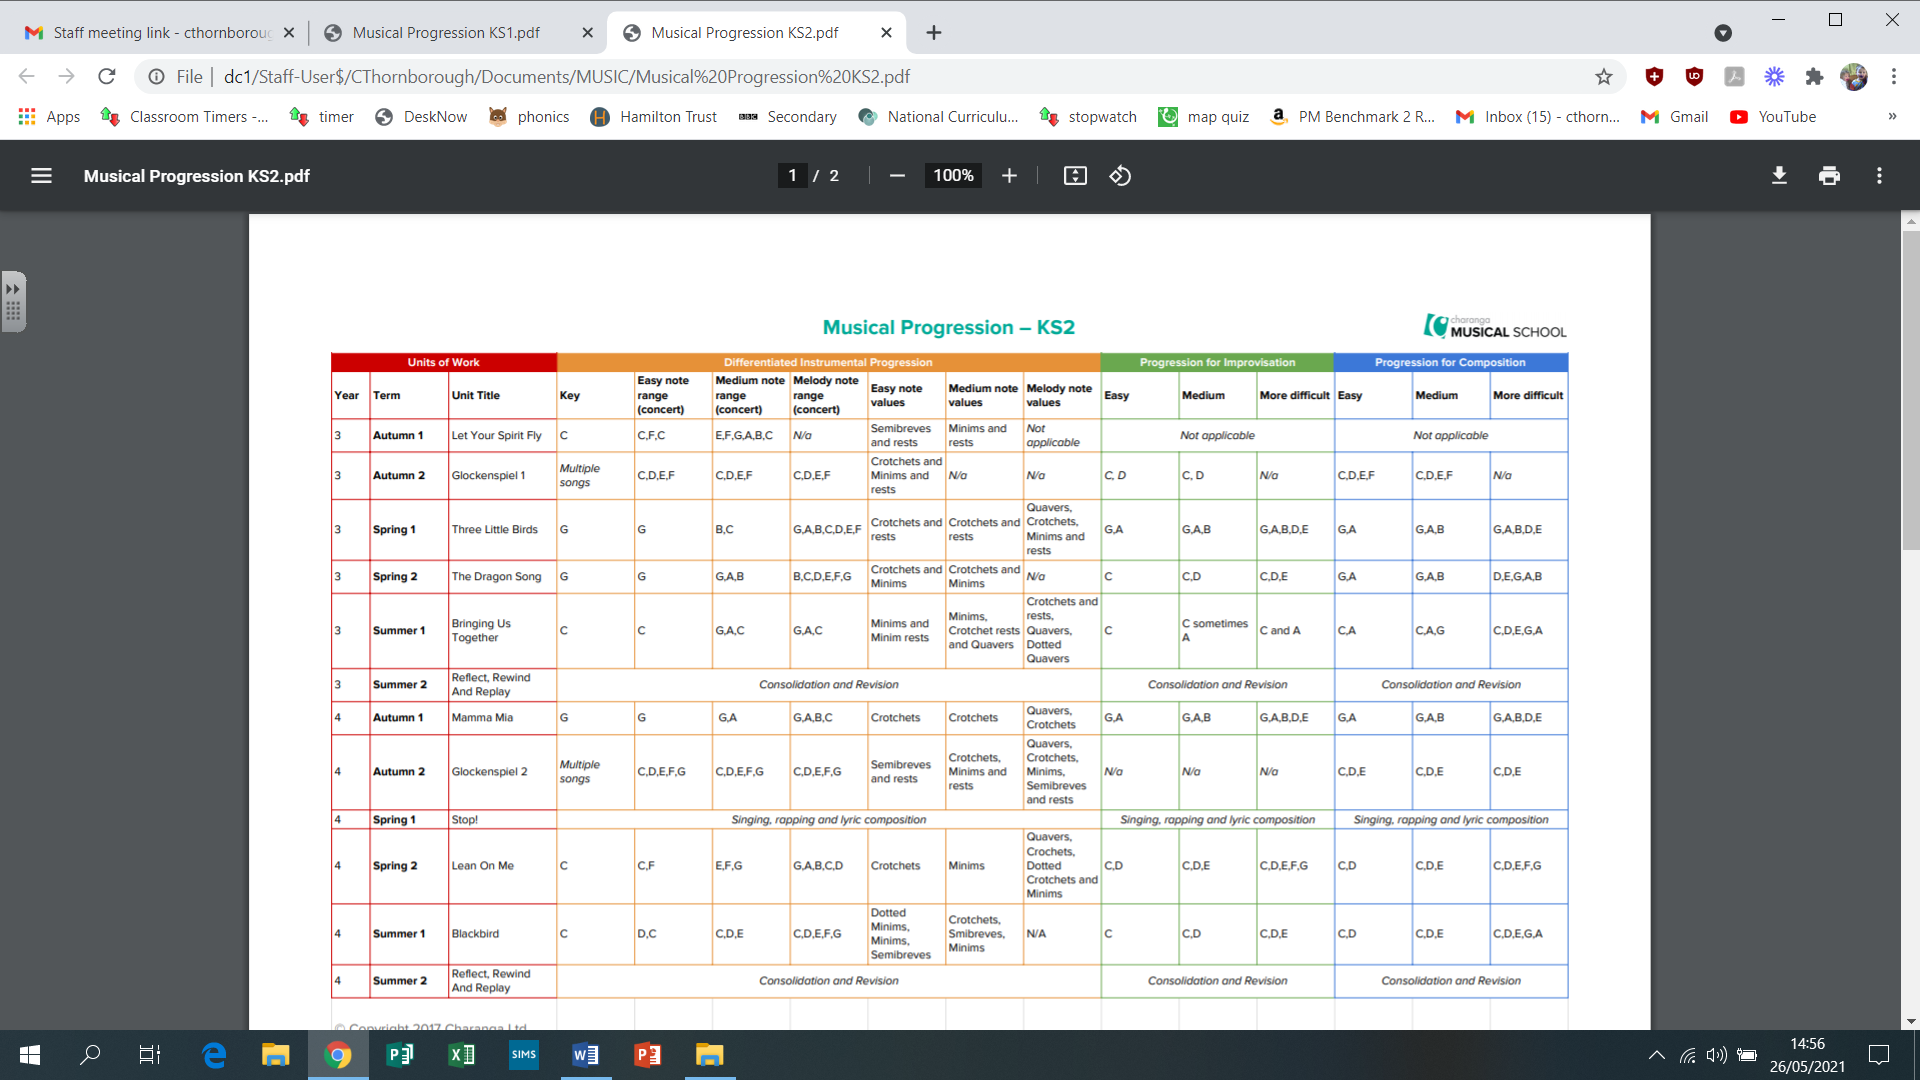 Staff meeting link - cthornboroug
Musical Progression KS1.pdf
Musical Progression KS2.pdf
File | dc1/Staff-User$/CThornborough/Documents/MUSIC/Musical%20Progression%20KS2.pdf
Apps Classroom Timers -... timer DeskNow phonics Hamilton Trust BBC Secondary National Curriculu... stopwatch map quiz PM Benchmark 2 R... Inbox (15) - cthorn... Gmail YouTube »
Musical Progression KS2.pdf 1 / 2 100%
Musical Progression – KS2
charanga
MUSICAL SCHOOL
Units of Work Differentiated Instrumental Progression Progression for Improvisation Progression for Composition
Year Term Unit Title Key Easy note range (concert) Medium note range (concert) Melody note range (concert) Easy note values Medium note values Melody note values Easy Medium More difficult Easy Medium More difficult
3 Autumn 1 Let Your Spirit Fly C C,F,C E,F,G,A,B,C N/a Semibreves and rests Minims and rests Not applicable Not applicable Not applicable
3 Autumn 2 Glockenspiel 1 Multiple songs C,D,E,F C,D,E,F C,D,E,F Crotchets and Minims and rests N/a N/a C, D C, D N/a C,D,E,F C,D,E,F N/a
3 Spring 1 Three Little Birds G G B,C G,A,B,C,D,E,F Crotchets and rests Crotchets and rests Quavers, Crotchets, Minims and rests G,A G,A,B G,A,B,D,E G,A G,A,B G,A,B,D,E
3 Spring 2 The Dragon Song G G G,A,B B,C,D,E,F,G Crotchets and Minims Crotchets and Minims N/a C C,D C,D,E G,A G,A,B D,E,G,A,B
3 Summer 1 Bringing Us Together C C G,A,C G,A,C Minims and Minim rests Minims, Crotchet rests and Quavers Crotchets and rests, Quavers, Dotted Quavers C C sometimes A C and A C,A C,A,G C,D,E,G,A
3 Summer 2 Reflect, Rewind And Replay Consolidation and Revision Consolidation and Revision Consolidation and Revision
4 Autumn 1 Mamma Mia G G G,A G,A,B,C Crotchets Crotchets Quavers, Crotchets G,A G,A,B G,A,B,D,E G,A G,A,B G,A,B,D,E
4 Autumn 2 Glockenspiel 2 Multiple songs C,D,E,F,G C,D,E,F,G C,D,E,F,G Semibreves and rests Crotchets, Minims and rests Quavers, Crotchets, Minims, Semibreves and rests N/a N/a N/a C,D,E C,D,E C,D,E
4 Spring 1 Stop! Singing, rapping and lyric composition Singing, rapping and lyric composition Singing, rapping and lyric composition
4 Spring 2 Lean On Me C C,F E,F,G G,A,B,C,D Crotchets Minims Quavers, Crochets, Dotted Crotchets and Minims C,D C,D,E C,D,E,F,G C,D C,D,E C,D,E,F,G
4 Summer 1 Blackbird C D,C C,D,E C,D,E,F,G Dotted Minims, Minims, Semibreves Crotchets, Smibreves, Minims N/A C C,D C,D,E C,D C,D,E C,D,E,G,A
4 Summer 2 Reflect, Rewind And Replay Consolidation and Revision Consolidation and Revision Consolidation and Revision
© Copyright 2017 Charanga Ltd
SIMS
14:56
26/05/2021